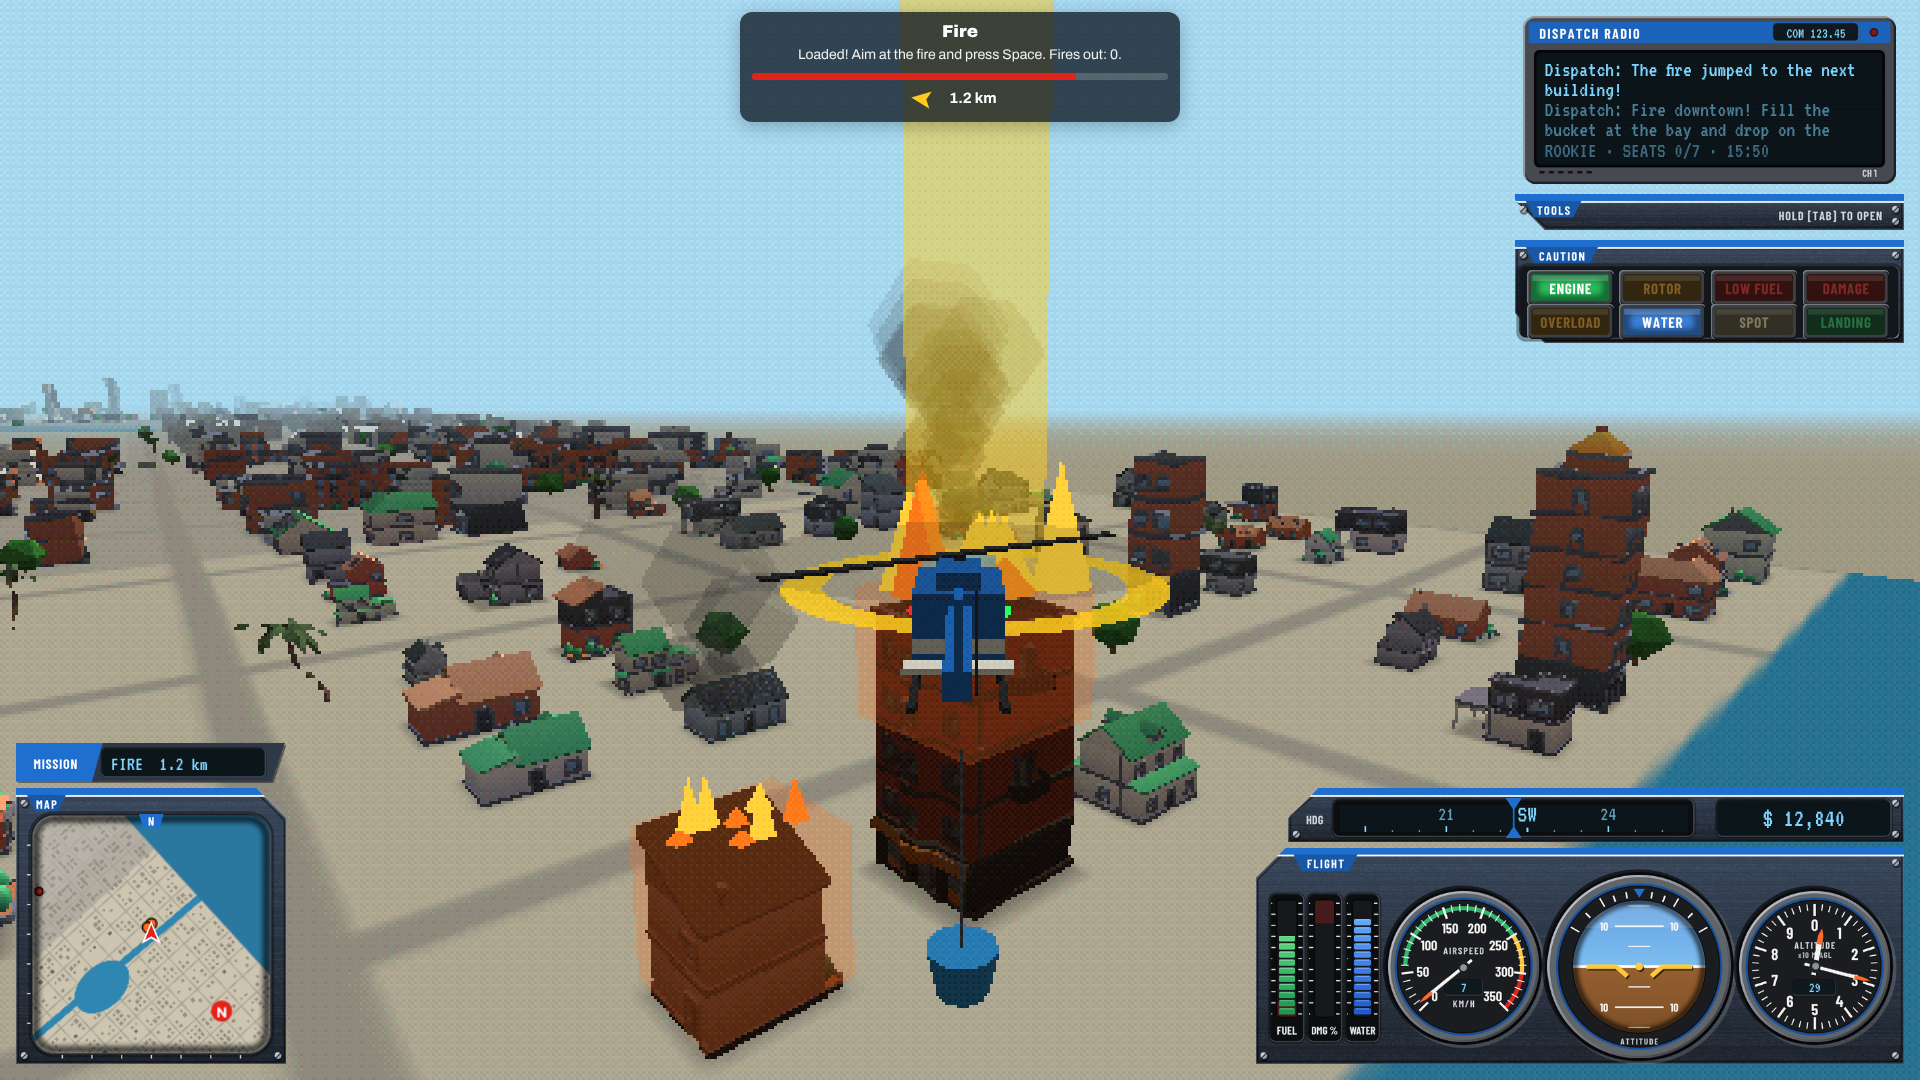 Fire
Loaded! Aim at the fire and press Space. Fires out: 0.
1.2 km
DISPATCH RADIO
COM 123.45
Dispatch: The fire jumped to the next
building!
Dispatch: Fire downtown! Fill the
bucket at the bay and drop on the
ROOKIE · SEATS 0/7 · 15:50
CH1
TOOLS
HOLD [TAB] TO OPEN
CAUTION
ENGINE
ROTOR
LOW FUEL
DAMAGE
OVERLOAD
WATER
SPOT
LANDING
MISSION
FIRE 1.2 km
MAP
N
N
HDG
21
SW
24
$ 12,840
FLIGHT
FUEL
DMG %
WATER
0
50
100
150
200
250
300
350
AIRSPEED
7
KM/H
10
10
10
10
ATTITUDE
0
1
2
3
4
5
6
7
8
9
ALTITUDE
29